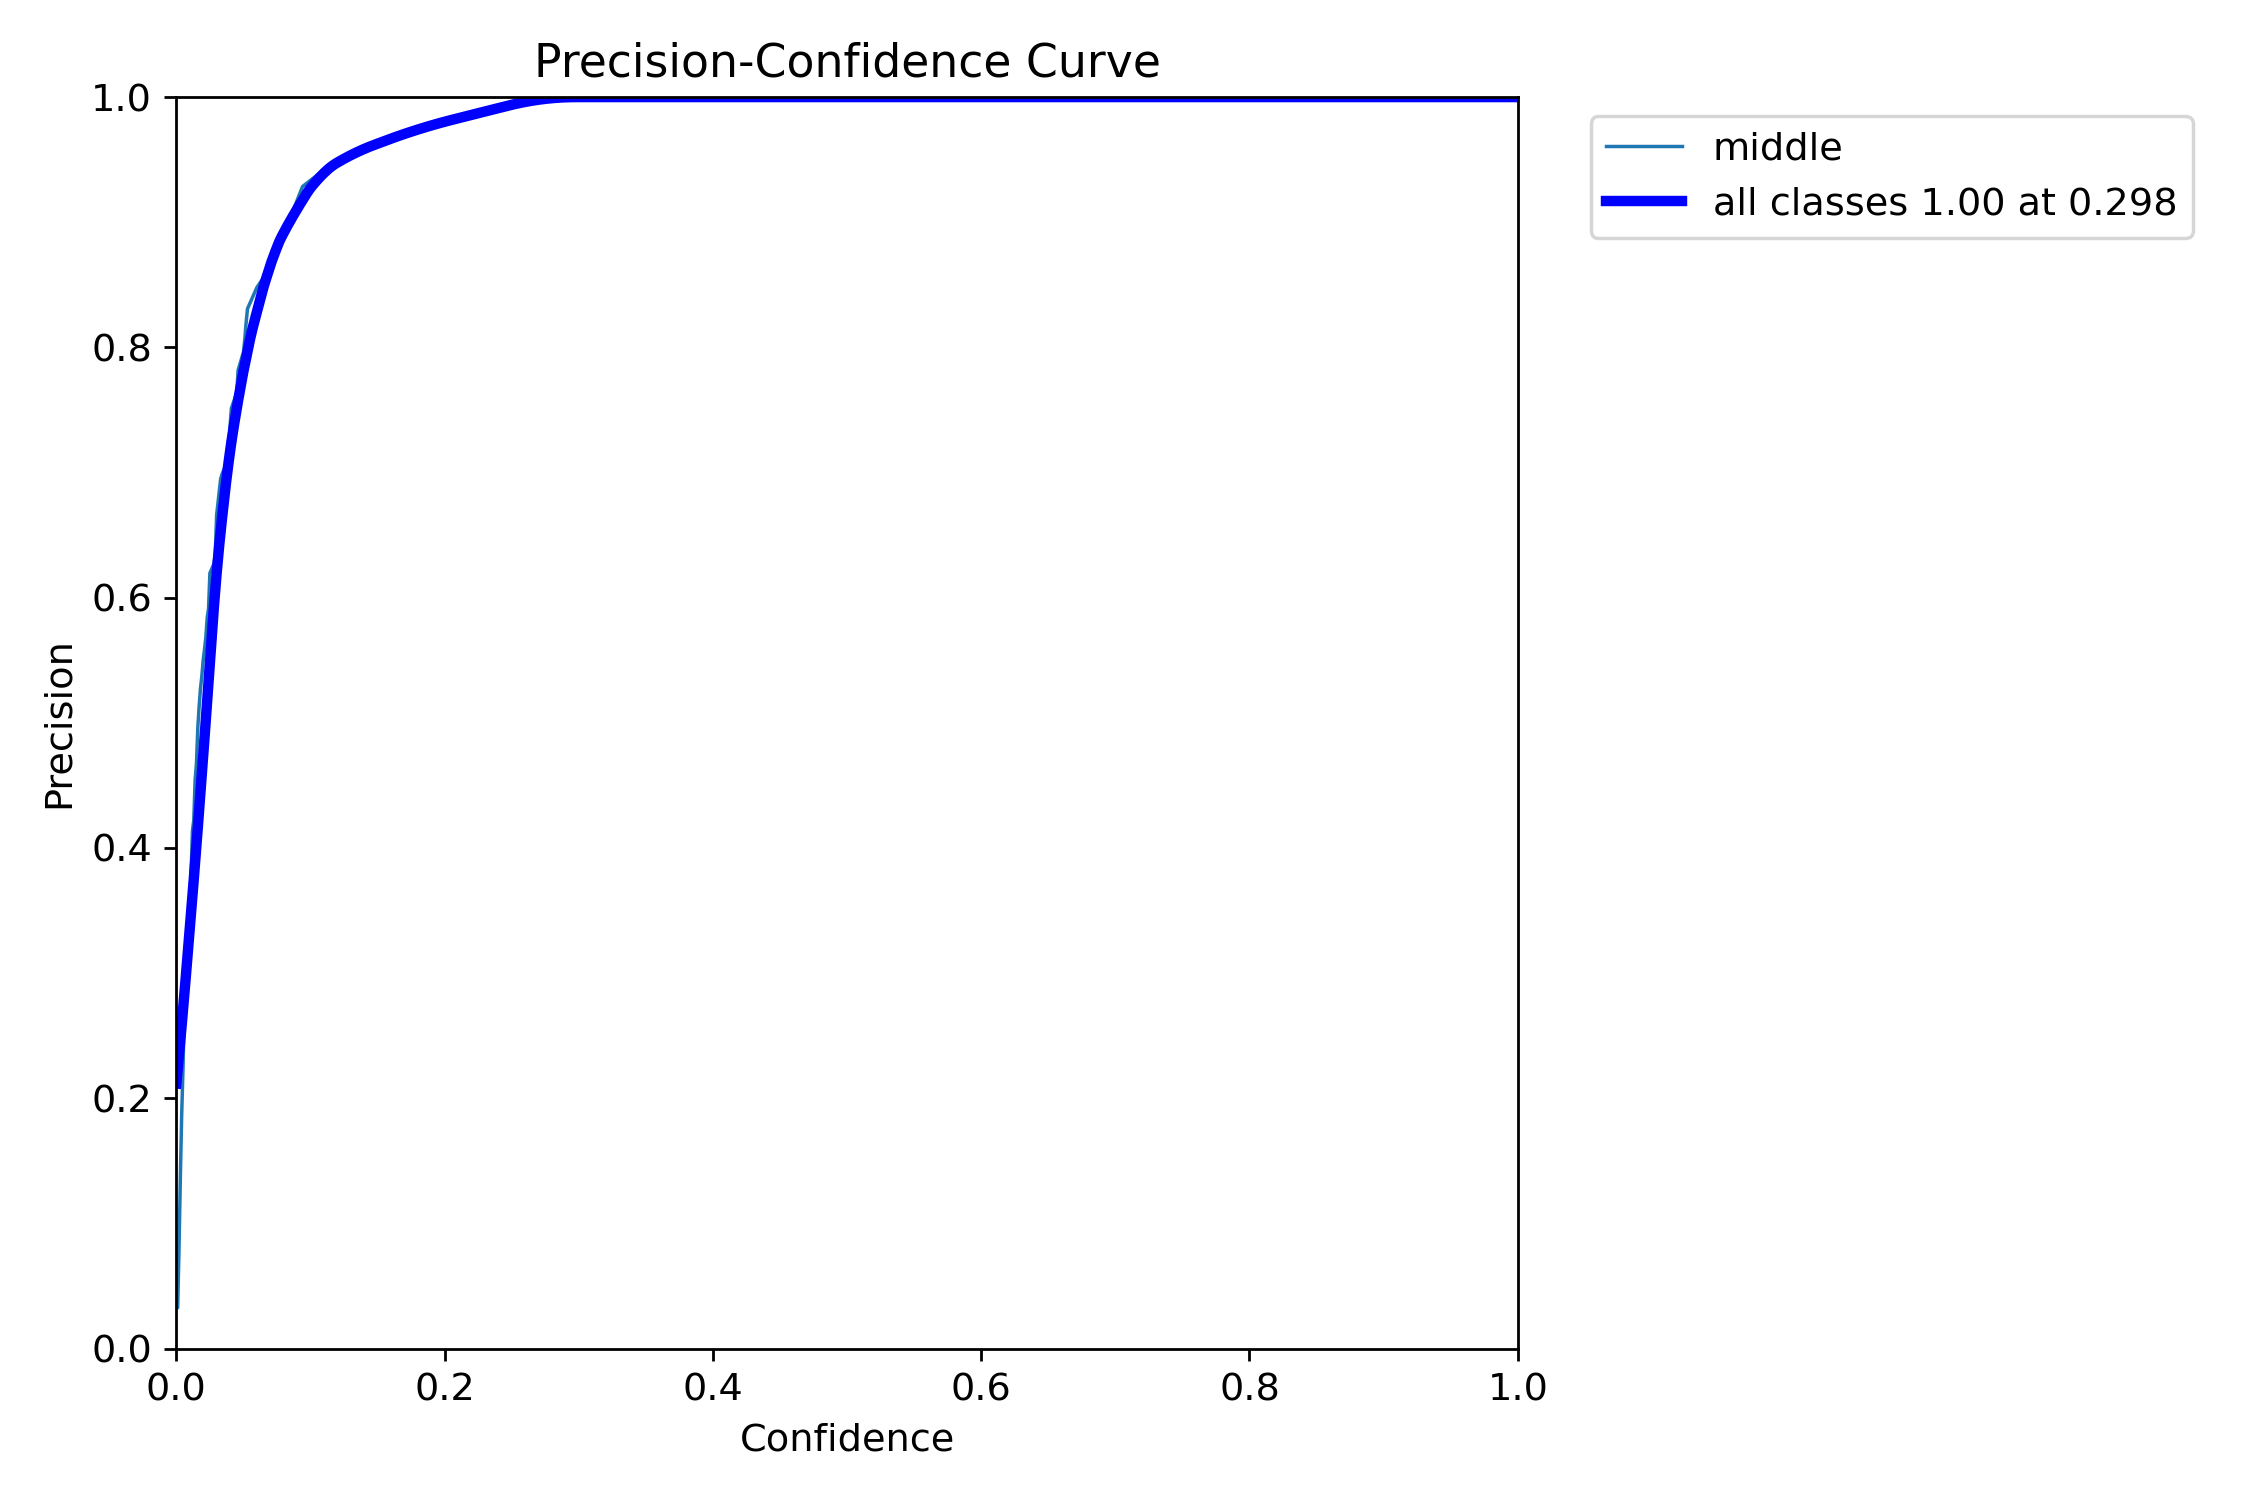 Precision-Confidence Curve
1.0
0.8
0.6
0.4
0.2
0.0
Precision
0.0 0.2 0.4 0.6 0.8 1.0
Confidence
middle
all classes 1.00 at 0.298